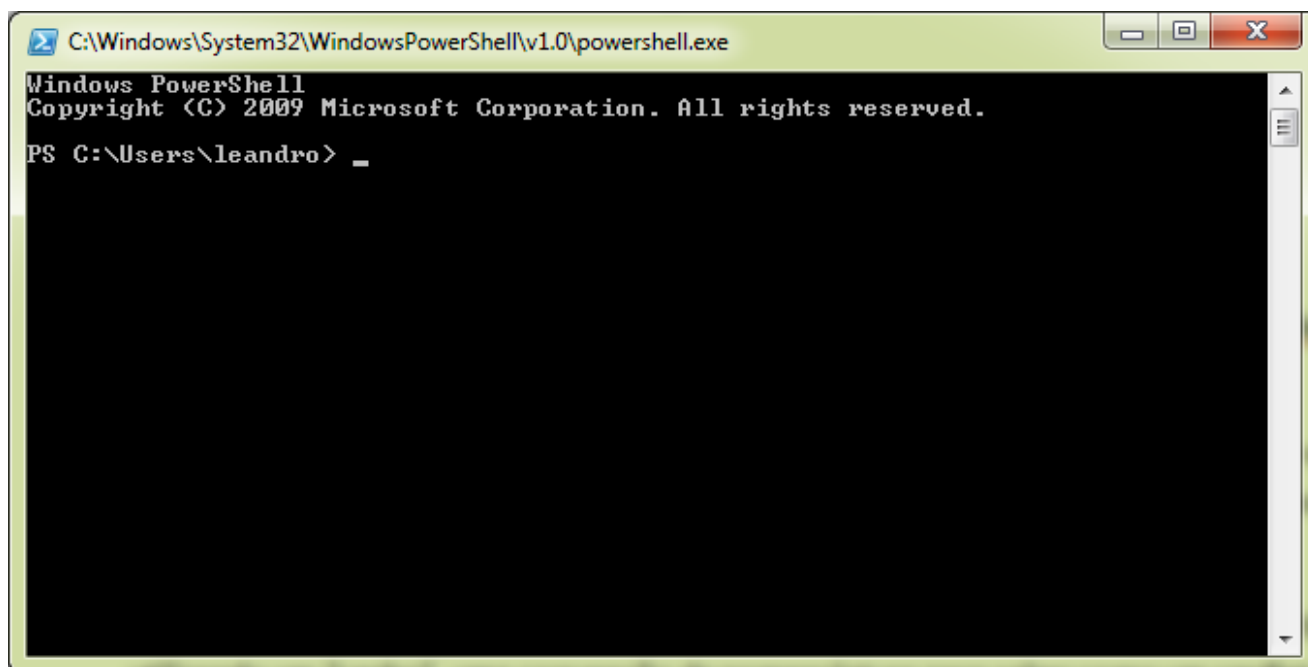 C:\Windows\System32\WindowsPowerShell\v1.0\powershell.exe
Windows PowerShell
Copyright (C) 2009 Microsoft Corporation. All rights reserved.
PS C:\Users\leandro> _